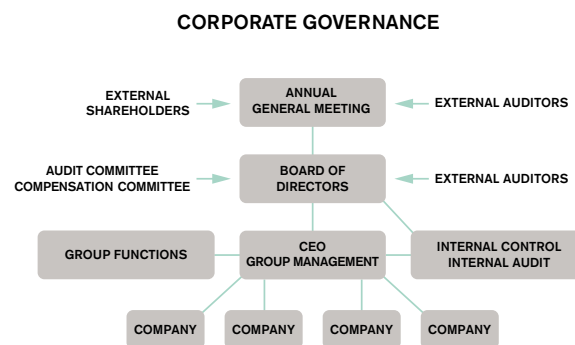 CORPORATE GOVERNANCE
EXTERNAL
SHAREHOLDERS
ANNUAL
GENERAL MEETING
EXTERNAL AUDITORS
AUDIT COMMITTEE
COMPENSATION COMMITTEE
BOARD OF
DIRECTORS
EXTERNAL AUDITORS
GROUP FUNCTIONS
CEO
GROUP MANAGEMENT
INTERNAL CONTROL
INTERNAL AUDIT
COMPANY
COMPANY
COMPANY
COMPANY